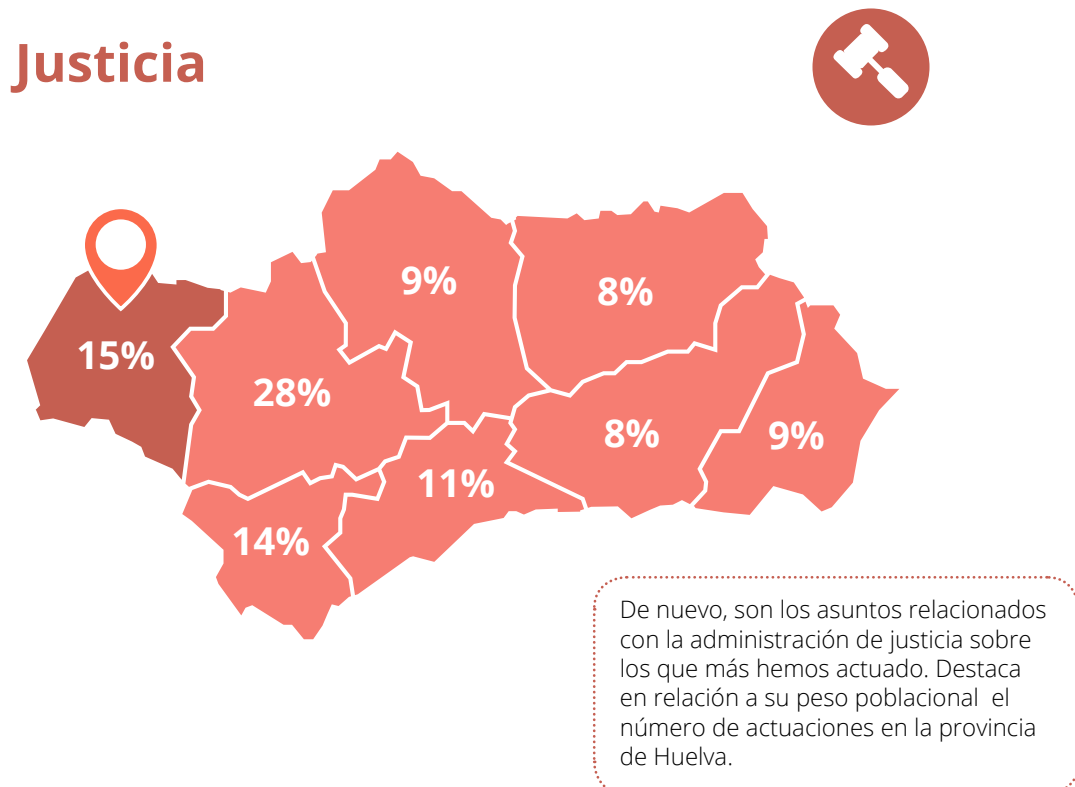 Justicia
9%
8%
15%
28%
8%
9%
11%
14%
De nuevo, son los asuntos relacionados
con la administración de justicia sobre
los que más hemos actuado. Destaca
en relación a su peso poblacional  el
número de actuaciones en la provincia
de Huelva.